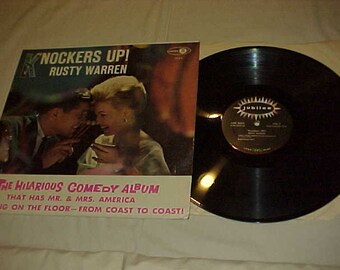 KNOCKERS UP!
RUSTY WARREN
THE HILARIOUS COMEDY ALBUM
THAT HAS MR. & MRS. AMERICA
NG ON THE FLOOR—FROM COAST TO COAST!
Jubilee